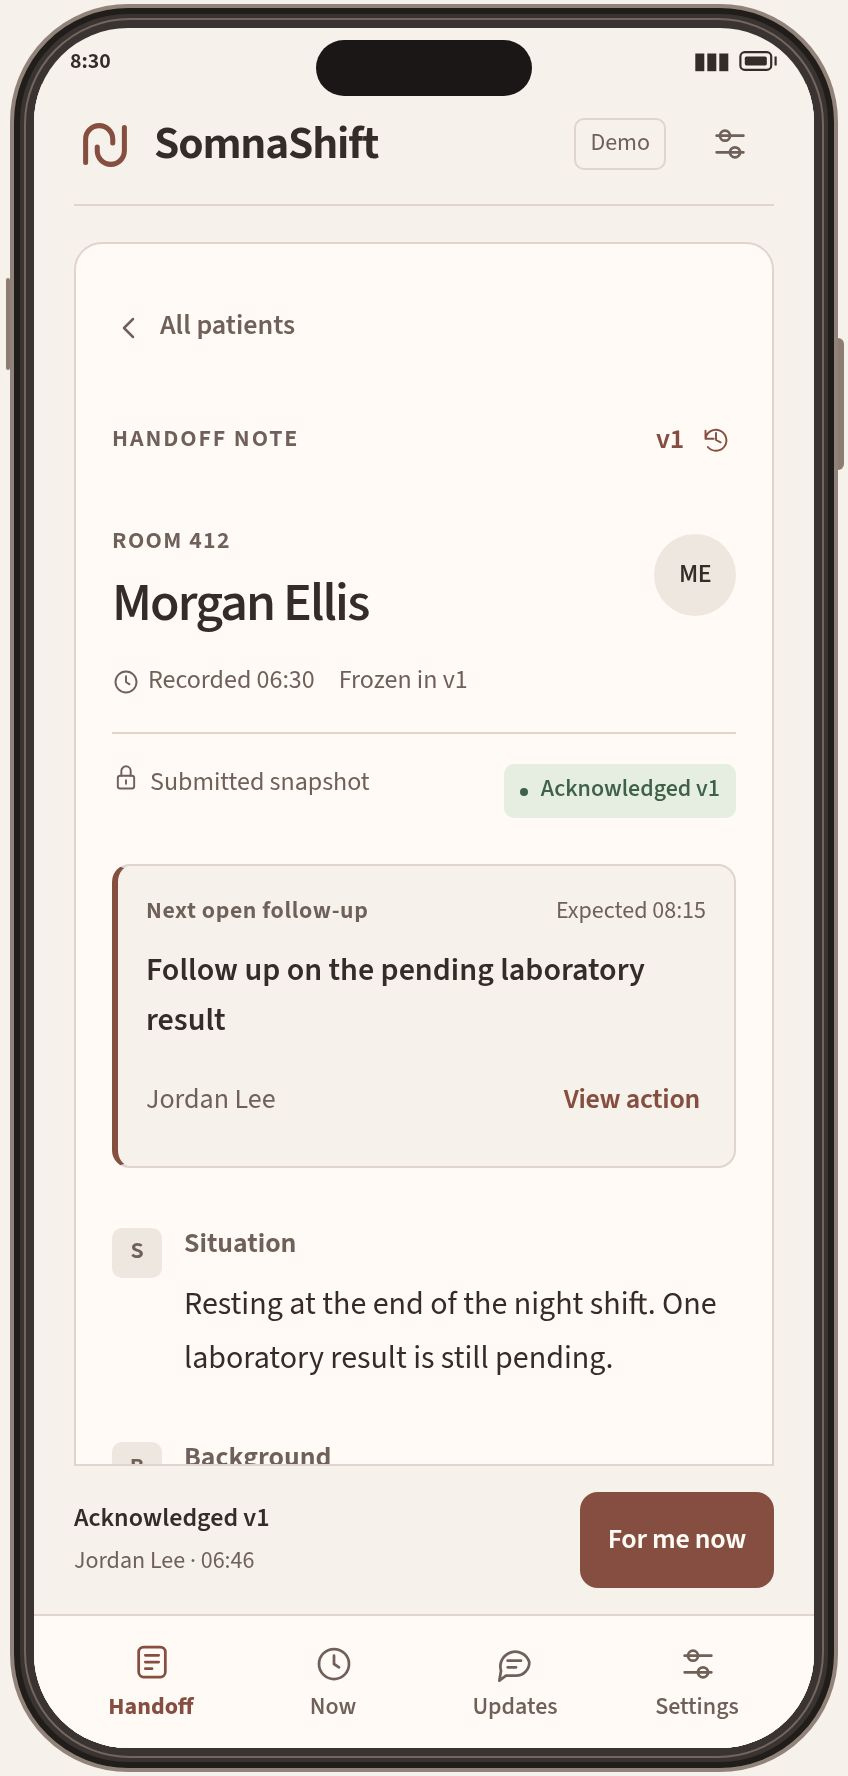 8:30
SomnaShift
Demo
All patients
HANDOFF NOTE
v1
ROOM 412
Morgan Ellis
ME
Recorded 06:30 Frozen in v1
Submitted snapshot
• Acknowledged v1
Next open follow-up
Expected 08:15
Follow up on the pending laboratory
result
Jordan Lee
View action
S
Situation
Resting at the end of the night shift. One
laboratory result is still pending.
B
Background
Acknowledged v1
Jordan Lee · 06:46
For me now
Handoff
Now
Updates
Settings